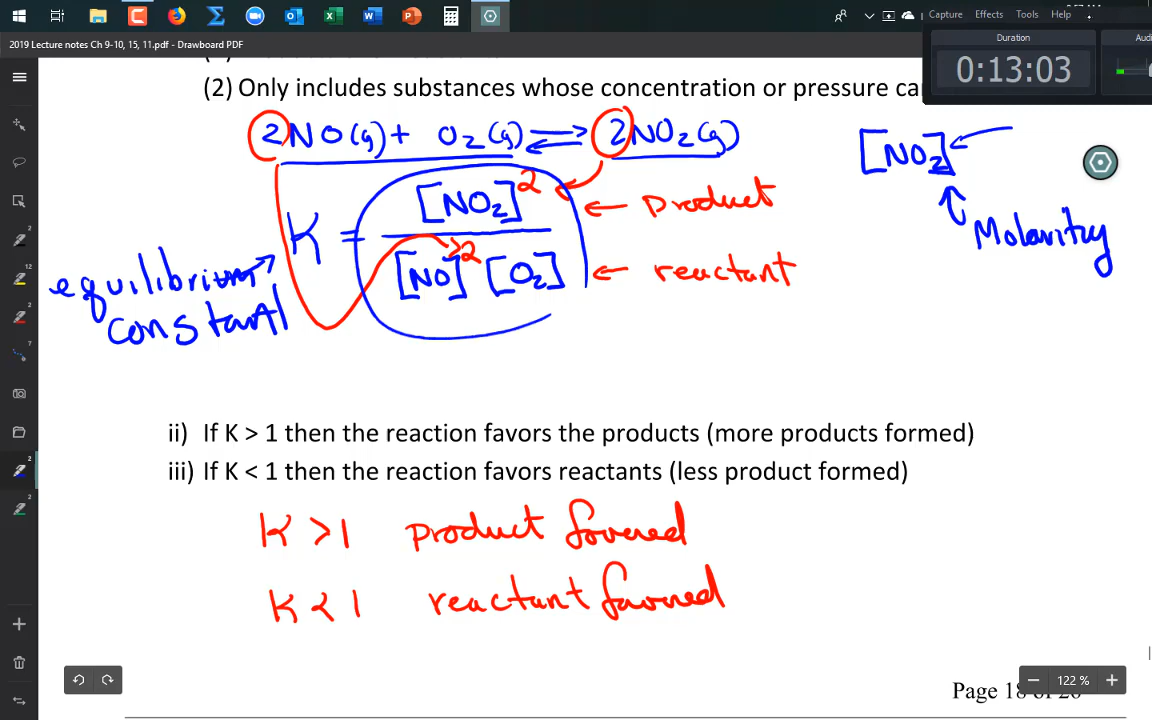 Capture Effects Tools Help
2019 Lecture notes Ch 9-10, 15, 11.pdf - Drawboard PDF
Duration
0:13:03
(2) Only includes substances whose concentration or pressure
2NO(g) + O₂(g) ⇌ 2NO₂(g)
[NO₂] ←
Molarity
K = [NO₂]² ← product
[NO]² [O₂] ← reactant
equilibrium
constant
ii) If K > 1 then the reaction favors the products (more products formed)
iii) If K < 1 then the reaction favors reactants (less product formed)
K > 1 product favored
K < 1 reactant favored
122 %
Page 18 of 20